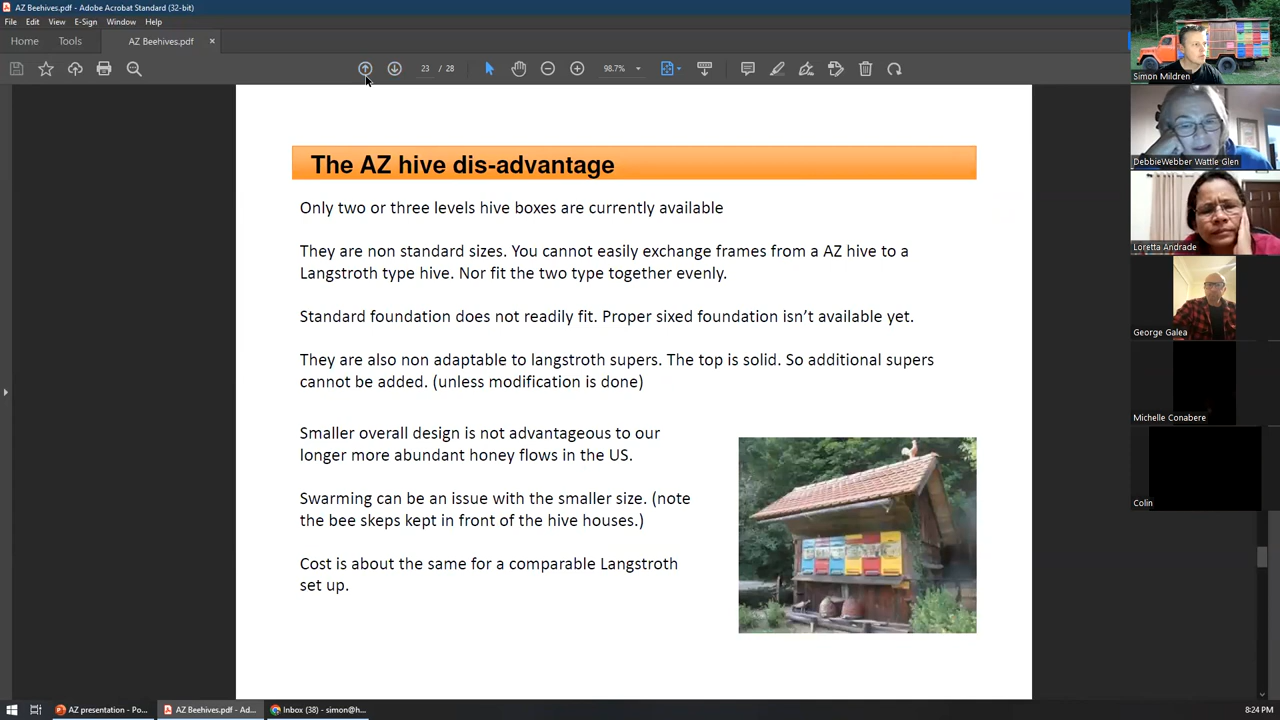 AZ Beehives.pdf - Adobe Acrobat Standard (32-bit)
File Edit View E-Sign Window Help
Home Tools AZ Beehives.pdf ×
23 / 28 98.7%
The AZ hive dis-advantage
Only two or three levels hive boxes are currently available
They are non standard sizes. You cannot easily exchange frames from a AZ hive to a
Langstroth type hive. Nor fit the two type together evenly.
Standard foundation does not readily fit. Proper sixed foundation isn’t available yet.
They are also non adaptable to langstroth supers. The top is solid. So additional supers
cannot be added. (unless modification is done)
Smaller overall design is not advantageous to our
longer more abundant honey flows in the US.
Swarming can be an issue with the smaller size. (note
the bee skeps kept in front of the hive houses.)
Cost is about the same for a comparable Langstroth
set up.
Simon Mildren
DebbieWebber Wattle Glen
Loretta Andrade
George Galea
Michelle Conabere
Colin
AZ presentation - Po...
AZ Beehives.pdf - Ad...
Inbox (38) - simon@h...
8:24 PM